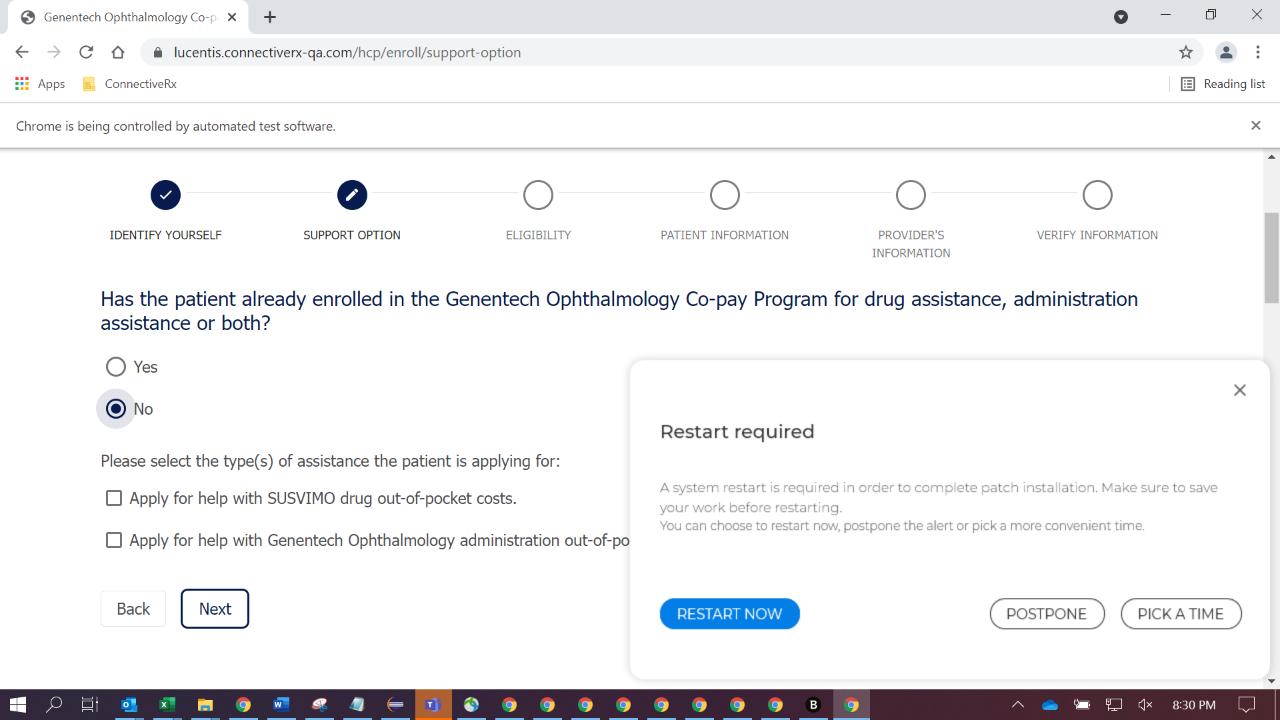 Genentech Ophthalmology Co-p
lucentis.connectiverx-qa.com/hcp/enroll/support-option
Apps
ConnectiveRx
Reading list
Chrome is being controlled by automated test software.
IDENTIFY YOURSELF
SUPPORT OPTION
ELIGIBILITY
PATIENT INFORMATION
PROVIDER'S
INFORMATION
VERIFY INFORMATION
Has the patient already enrolled in the Genentech Ophthalmology Co-pay Program for drug assistance, administration
assistance or both?
Yes
No
Please select the type(s) of assistance the patient is applying for:
Apply for help with SUSVIMO drug out-of-pocket costs.
Apply for help with Genentech Ophthalmology administration out-of-po
Back
Next
Restart required
A system restart is required in order to complete patch installation. Make sure to save
your work before restarting.
You can choose to restart now, postpone the alert or pick a more convenient time.
RESTART NOW
POSTPONE
PICK A TIME
8:30 PM